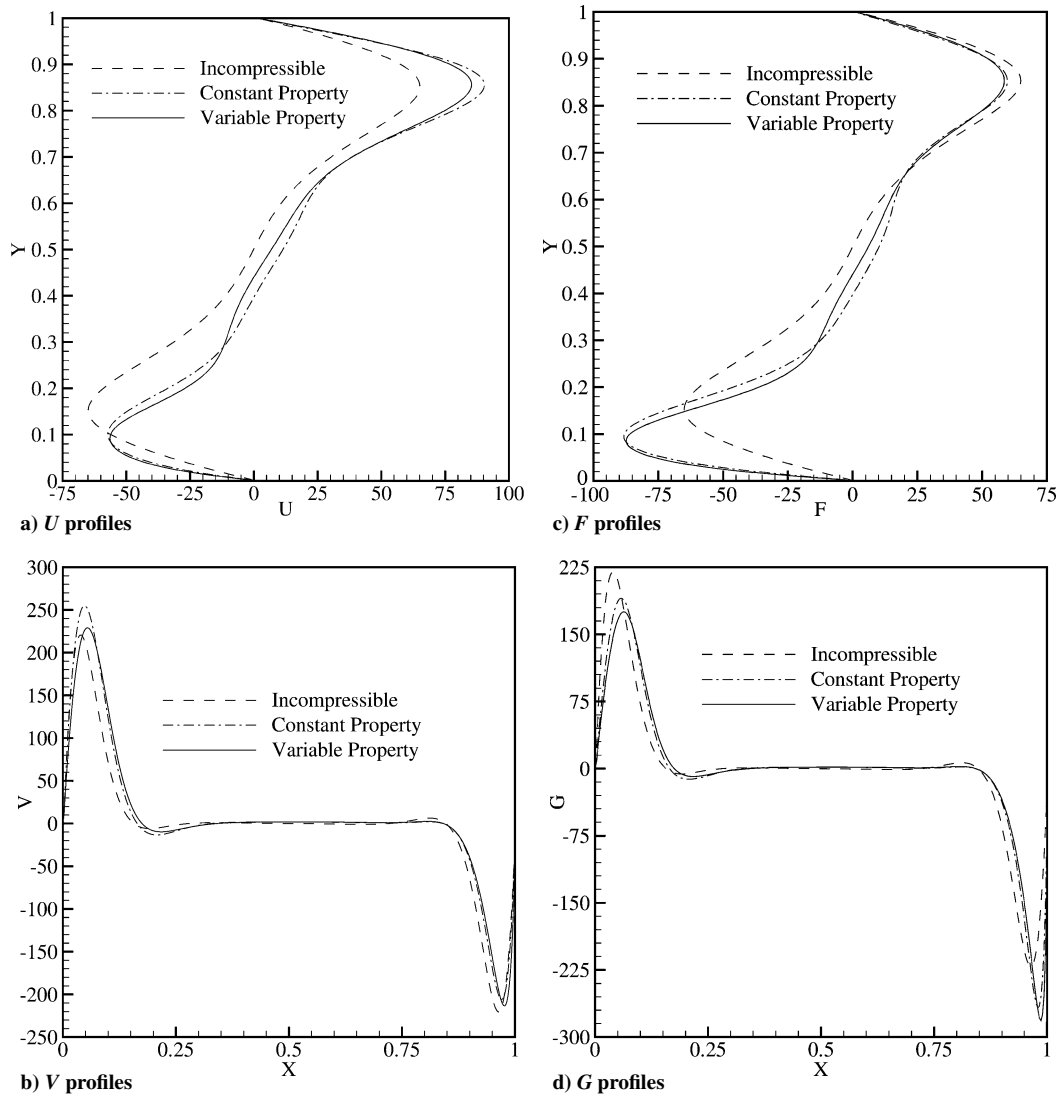 1
0.9
0.8
0.7
0.6
0.5
0.4
0.3
0.2
0.1
0
Y
Incompressible
Constant Property
Variable Property
-75
-50
-25
0
25
50
75
100
U
a) U profiles
1
0.9
0.8
0.7
0.6
0.5
0.4
0.3
0.2
0.1
0
Y
Incompressible
Constant Property
Variable Property
-100
-75
-50
-25
0
25
50
75
F
c) F profiles
300
250
200
150
100
50
0
-50
-100
-150
-200
-250
V
Incompressible
Constant Property
Variable Property
0
0.25
0.5
0.75
1
X
b) V profiles
225
150
75
0
-75
-150
-225
-300
G
Incompressible
Constant Property
Variable Property
0
0.25
0.5
0.75
1
X
d) G profiles